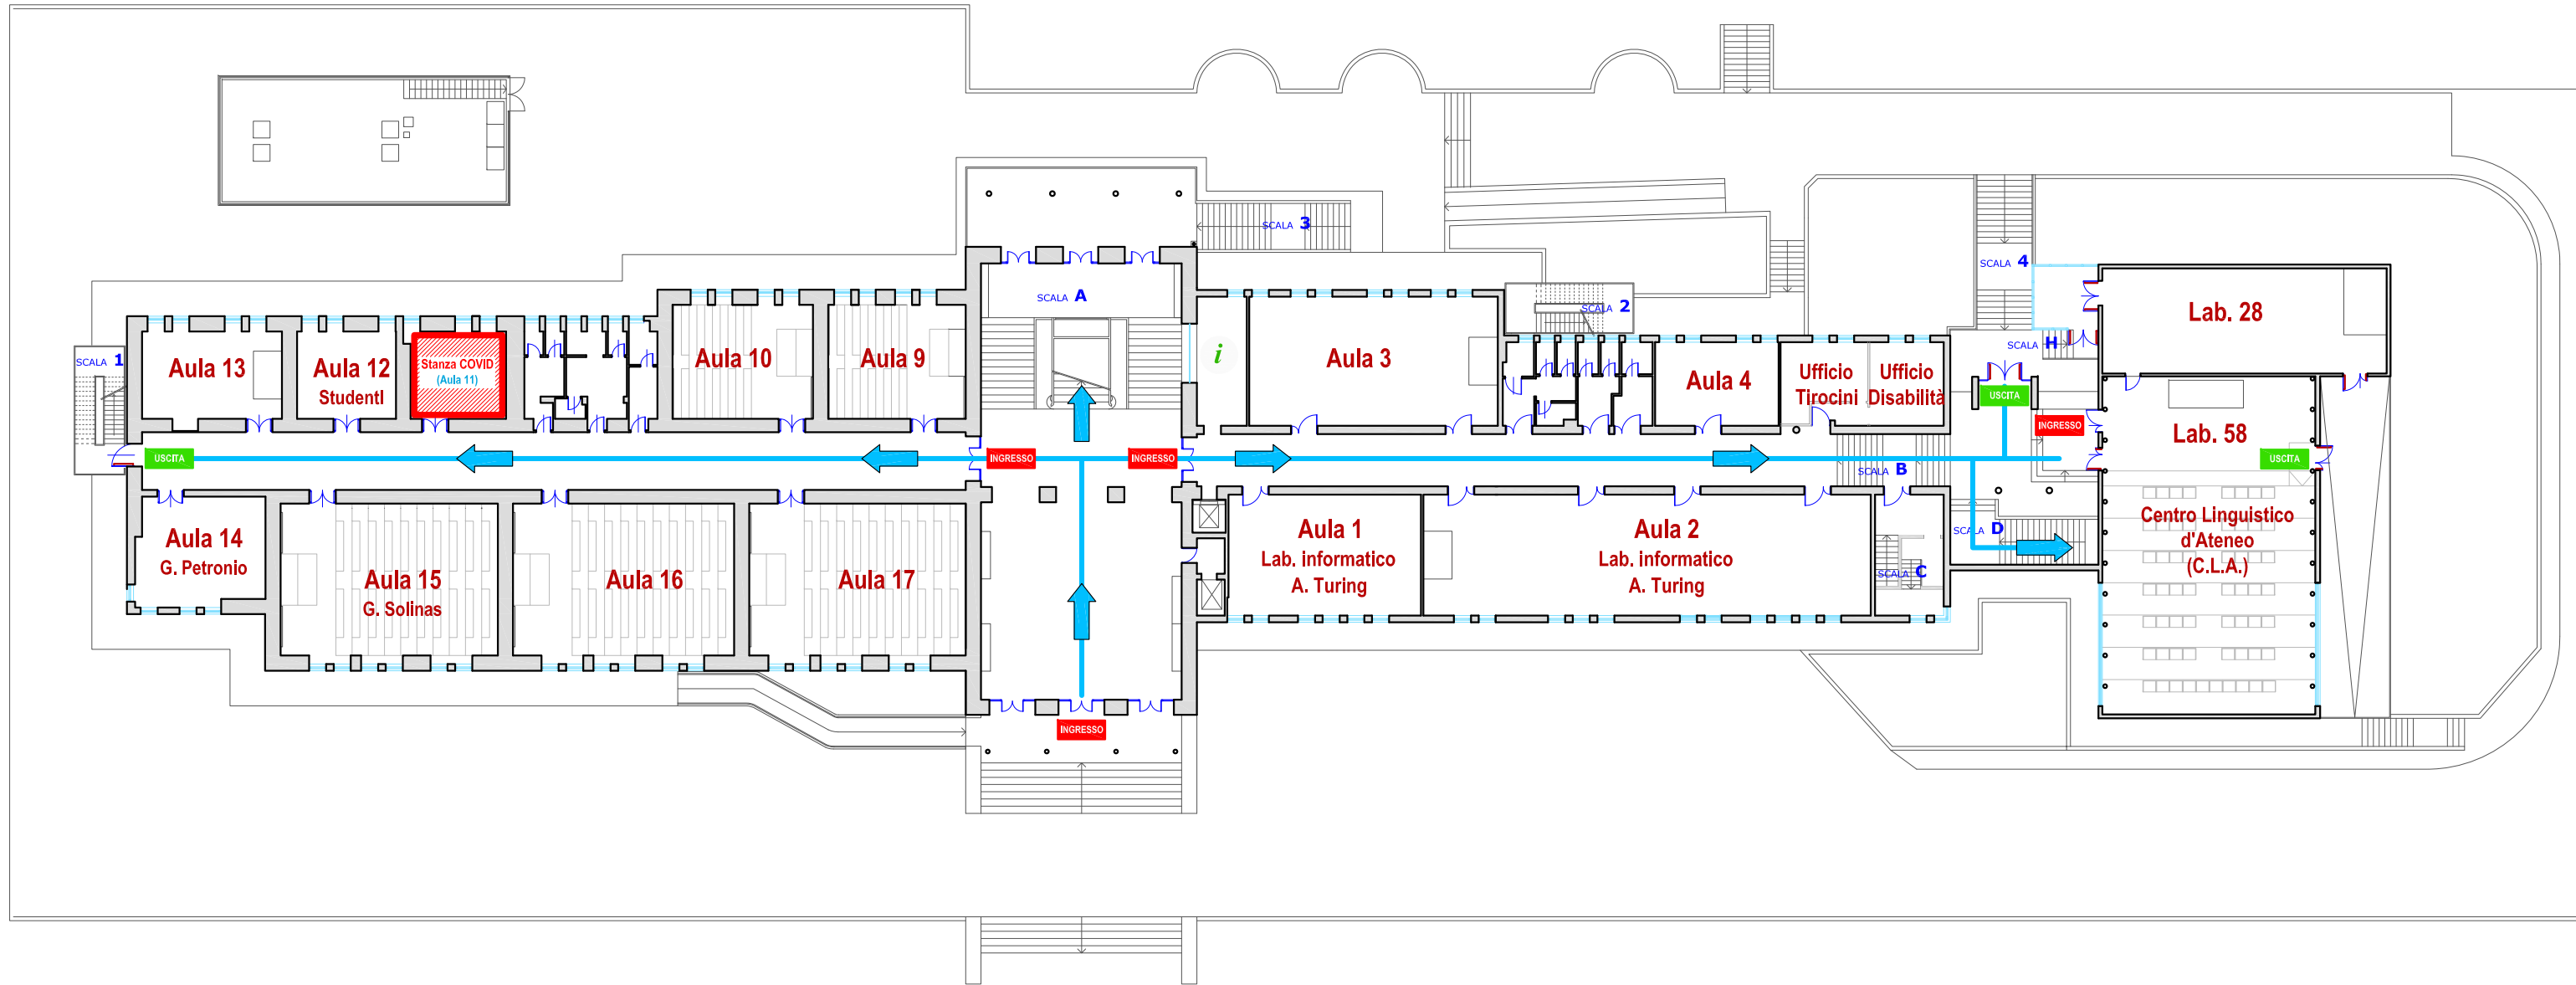 SCALA 3
SCALA 4
SCALA A
SCALA 2
SCALA H
Lab. 28
SCALA 1
Aula 13
Aula 12
Studenti
Stanza COVID
(Aula 11)
Aula 10
Aula 9
i
Aula 3
Aula 4
Ufficio
Tirocini
Ufficio
Disabilità
USCITA
INGRESSO
Lab. 58
USCITA
USCITA
INGRESSO
INGRESSO
SCALA B
Aula 14
G. Petronio
Aula 15
G. Solinas
Aula 16
Aula 17
Aula 1
Lab. informatico
A. Turing
Aula 2
Lab. informatico
A. Turing
SCALA C
SCALA D
Centro Linguistico
d'Ateneo
(C.L.A.)
INGRESSO